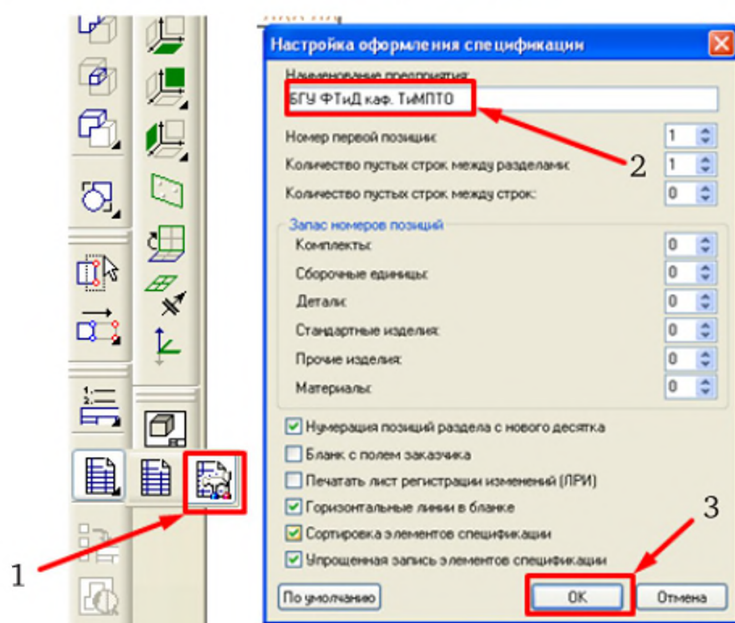 Настройка оформления спецификации
Наименование предприятия:
БГУ ФТиД каф. ТиМПТО
2
Номер первой позиции: 1
Количество пустых строк между разделами: 1
Количество пустых строк между строк: 0
Запас номеров позиций
Комплекты: 0
Сборочные единицы: 0
Детали: 0
Стандартные изделия: 0
Прочие изделия: 0
Материалы: 0
Нумерация позиций раздела с нового десятка
Бланк с полем заказчика
Печатать лист регистрации изменений (ЛРИ)
Горизонтальные линии в бланке
Сортировка элементов спецификации
Упрощенная запись элементов спецификации
3
1
По умолчанию OK Отмена